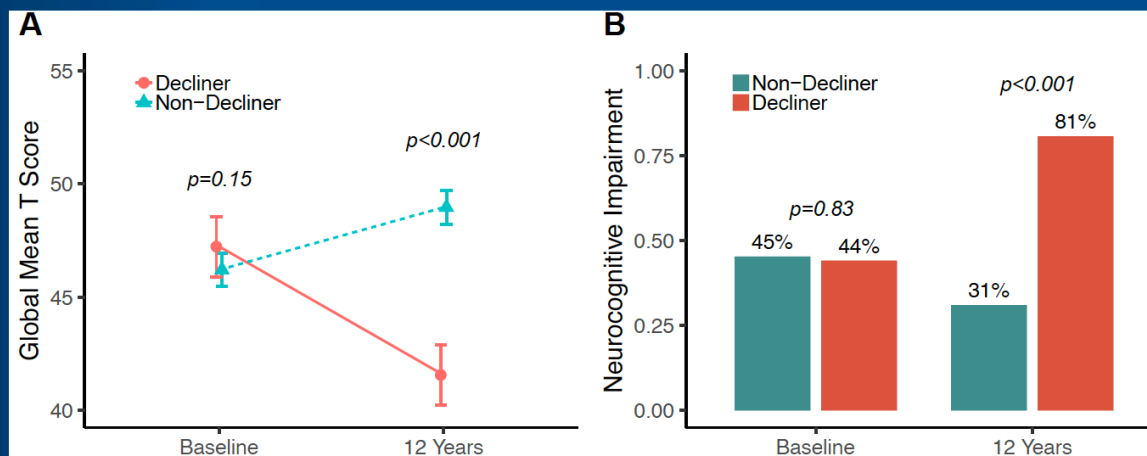 A
55
50
45
40
Global Mean T Score
Decliner
Non-Decliner
p=0.15
p<0.001
Baseline
12 Years
B
1.00
0.75
0.50
0.25
0.00
Neurocognitive Impairment
Non-Decliner
Decliner
p=0.83
45%
44%
p<0.001
31%
81%
Baseline
12 Years